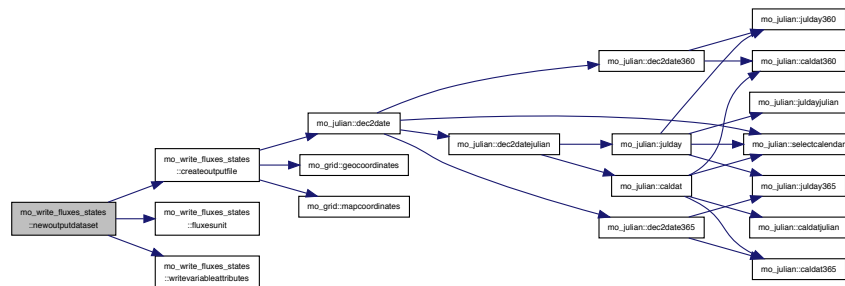 mo_write_fluxes_states
::newoutputdataset
mo_write_fluxes_states
::createoutputfile
mo_write_fluxes_states
::fluxesunit
mo_write_fluxes_states
::writevariableattributes
mo_julian::dec2date
mo_grid::geocoordinates
mo_grid::mapcoordinates
mo_julian::dec2datejulian
mo_julian::dec2date360
mo_julian::julday
mo_julian::caldat
mo_julian::dec2date365
mo_julian::julday360
mo_julian::caldat360
mo_julian::juldayjulian
mo_julian::selectcalendar
mo_julian::julday365
mo_julian::caldatjulian
mo_julian::caldat365